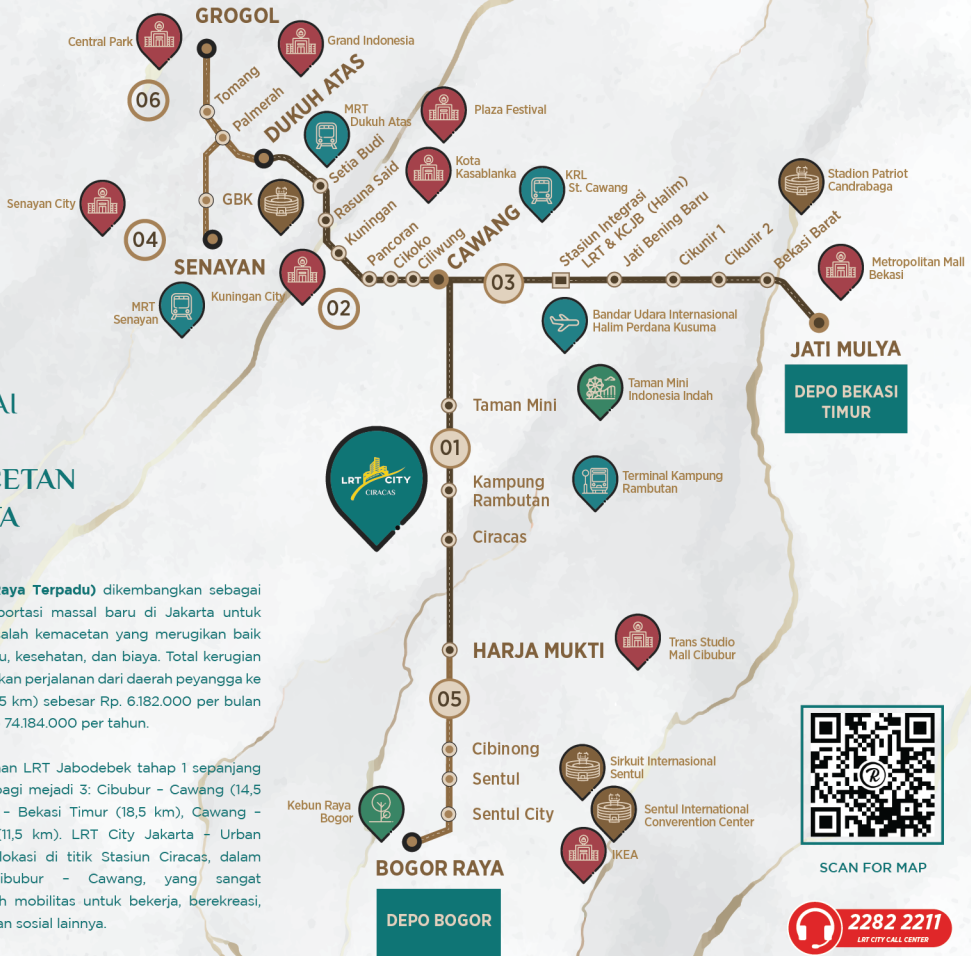 GROGOL
Central Park
Grand Indonesia
06
Tomang
Palmerah
DUKUH ATAS
MRT
Dukuh Atas
Plaza Festival
Setia Budi
Kota
Kasablanka
KRL
St. Cawang
Stadion Patriot
Candrabaga
Senayan City
GBK
Rasuna Said
04
Kuningan
Pancoran
Cikoko
Ciliwung
CAWANG
Stasiun Integrasi
LRT & KCJB (Halim)
Jati Bening Baru
Cikunir 1
Cikunir 2
Bekasi Barat
Metropolitan Mall
Bekasi
SENAYAN
03
MRT
Senayan
Kuningan City
02
Bandar Udara Internasional
Halim Perdana Kusuma
JATI MULYA
DEPO BEKASI
TIMUR
Taman Mini
Indonesia Indah
Taman Mini
AI
01
CETAN
TA
LRT CITY
CIRACAS
Kampung
Rambutan
Terminal Kampung
Rambutan
Ciracas
Raya Terpadu) dikembangkan sebagai
portasi massal baru di Jakarta untuk
salah kemacetan yang merugikan baik
u, kesehatan, dan biaya. Total kerugian
kan perjalanan dari daerah peyangga ke
5 km) sebesar Rp. 6.182.000 per bulan
74.184.000 per tahun.
HARJA MUKTI
Trans Studio
Mall Cibubur
05
an LRT Jabodebek tahap 1 sepanjang
bagi mejadi 3: Cibubur – Cawang (14,5
– Bekasi Timur (18,5 km), Cawang –
(11,5 km). LRT City Jakarta – Urban
lokasi di titik Stasiun Ciracas, dalam
ibubur – Cawang, yang sangat
h mobilitas untuk bekerja, berekreasi,
an sosial lainnya.
Cibinong
Sentul
Sentul City
Sirkuit Internasional
Sentul
Sentul International
Converention Center
IKEA
Kebun Raya
Bogor
BOGOR RAYA
DEPO BOGOR
SCAN FOR MAP
2282 2211
LRT CITY CALL CENTER